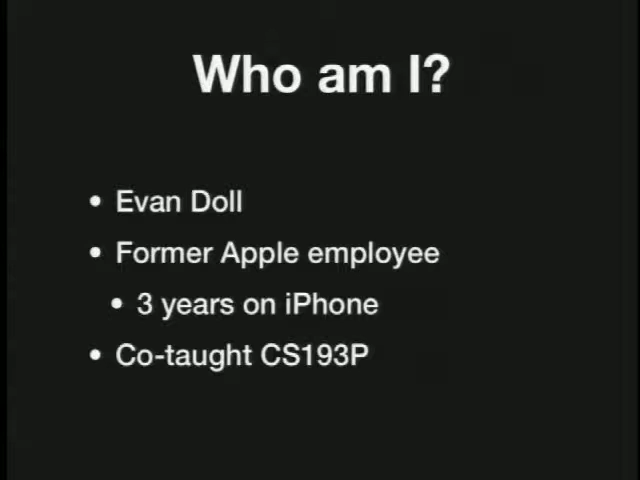 Who am I?
• Evan Doll
• Former Apple employee
• 3 years on iPhone
• Co-taught CS193P